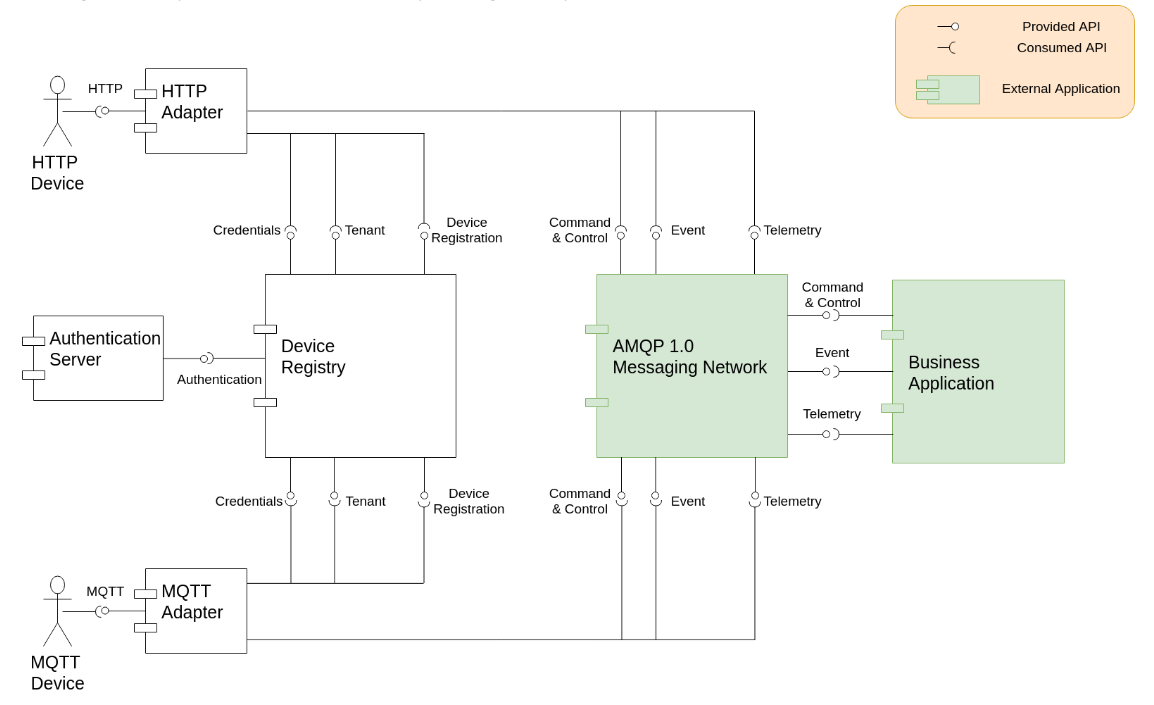 Provided API
Consumed API
External Application
HTTP
HTTP
Adapter
HTTP
Device
Credentials
Tenant
Device
Registration
Command
& Control
Event
Telemetry
Authentication
Server
Authentication
Device
Registry
AMQP 1.0
Messaging Network
Command
& Control
Event
Telemetry
Business
Application
Credentials
Tenant
Device
Registration
Command
& Control
Event
Telemetry
MQTT
MQTT
Adapter
MQTT
Device